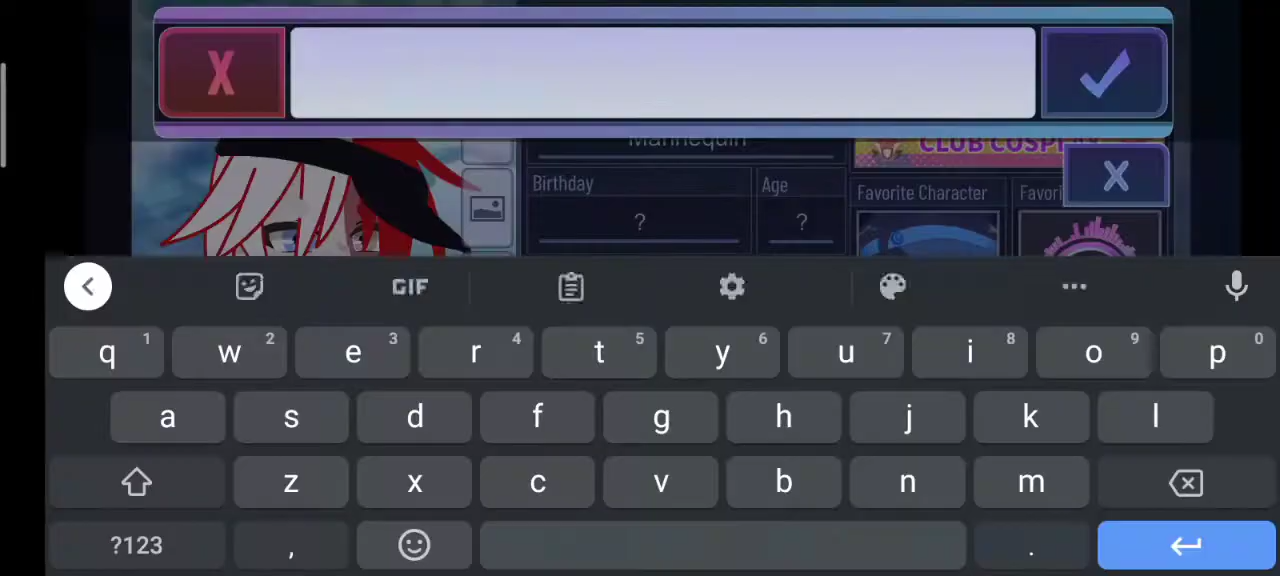 X
Mannequin
CLUB COSPL
X
Birthday
Age
Favorite Character
Favori
?
?
GIF
q 1 w 2 e 3 r 4 t 5 y 6 u 7 i 8 o 9 p 0
a s d f g h j k l
z x c v b n m
?123 , .